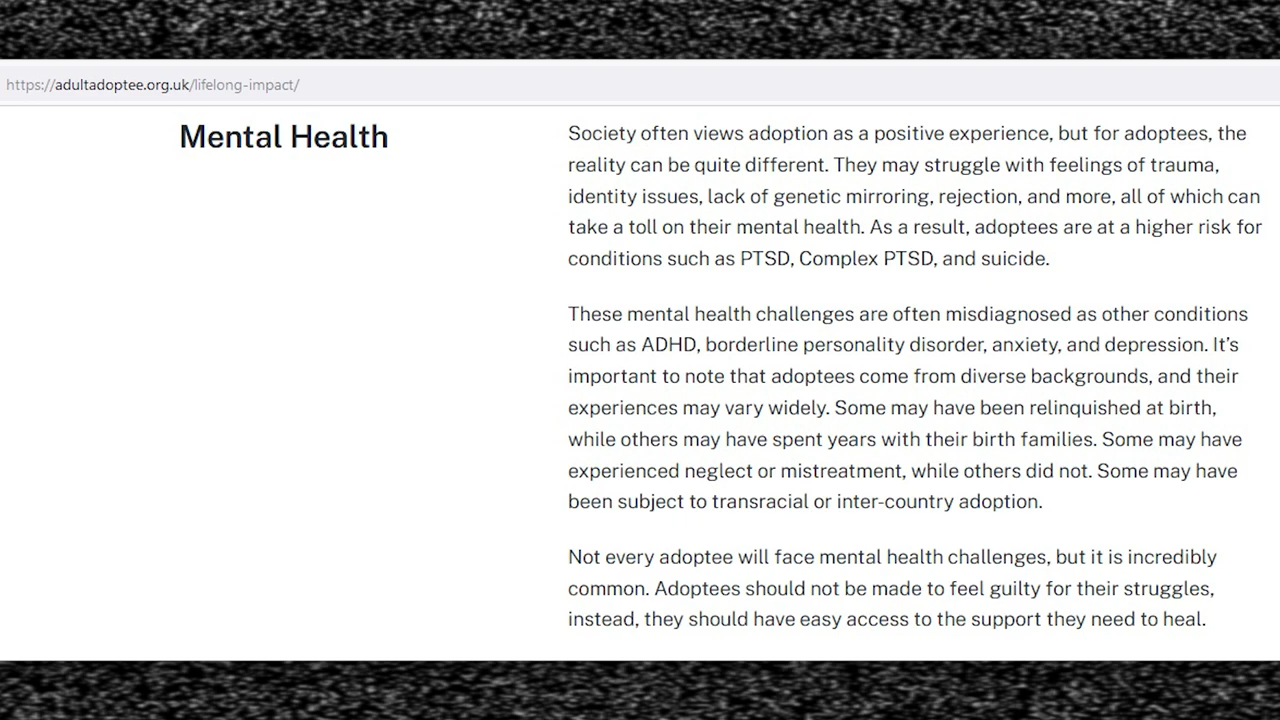 https://adultadoptee.org.uk/lifelong-impact/
Mental Health
Society often views adoption as a positive experience, but for adoptees, the
reality can be quite different. They may struggle with feelings of trauma,
identity issues, lack of genetic mirroring, rejection, and more, all of which can
take a toll on their mental health. As a result, adoptees are at a higher risk for
conditions such as PTSD, Complex PTSD, and suicide.
These mental health challenges are often misdiagnosed as other conditions
such as ADHD, borderline personality disorder, anxiety, and depression. It’s
important to note that adoptees come from diverse backgrounds, and their
experiences may vary widely. Some may have been relinquished at birth,
while others may have spent years with their birth families. Some may have
experienced neglect or mistreatment, while others did not. Some may have
been subject to transracial or inter-country adoption.
Not every adoptee will face mental health challenges, but it is incredibly
common. Adoptees should not be made to feel guilty for their struggles,
instead, they should have easy access to the support they need to heal.